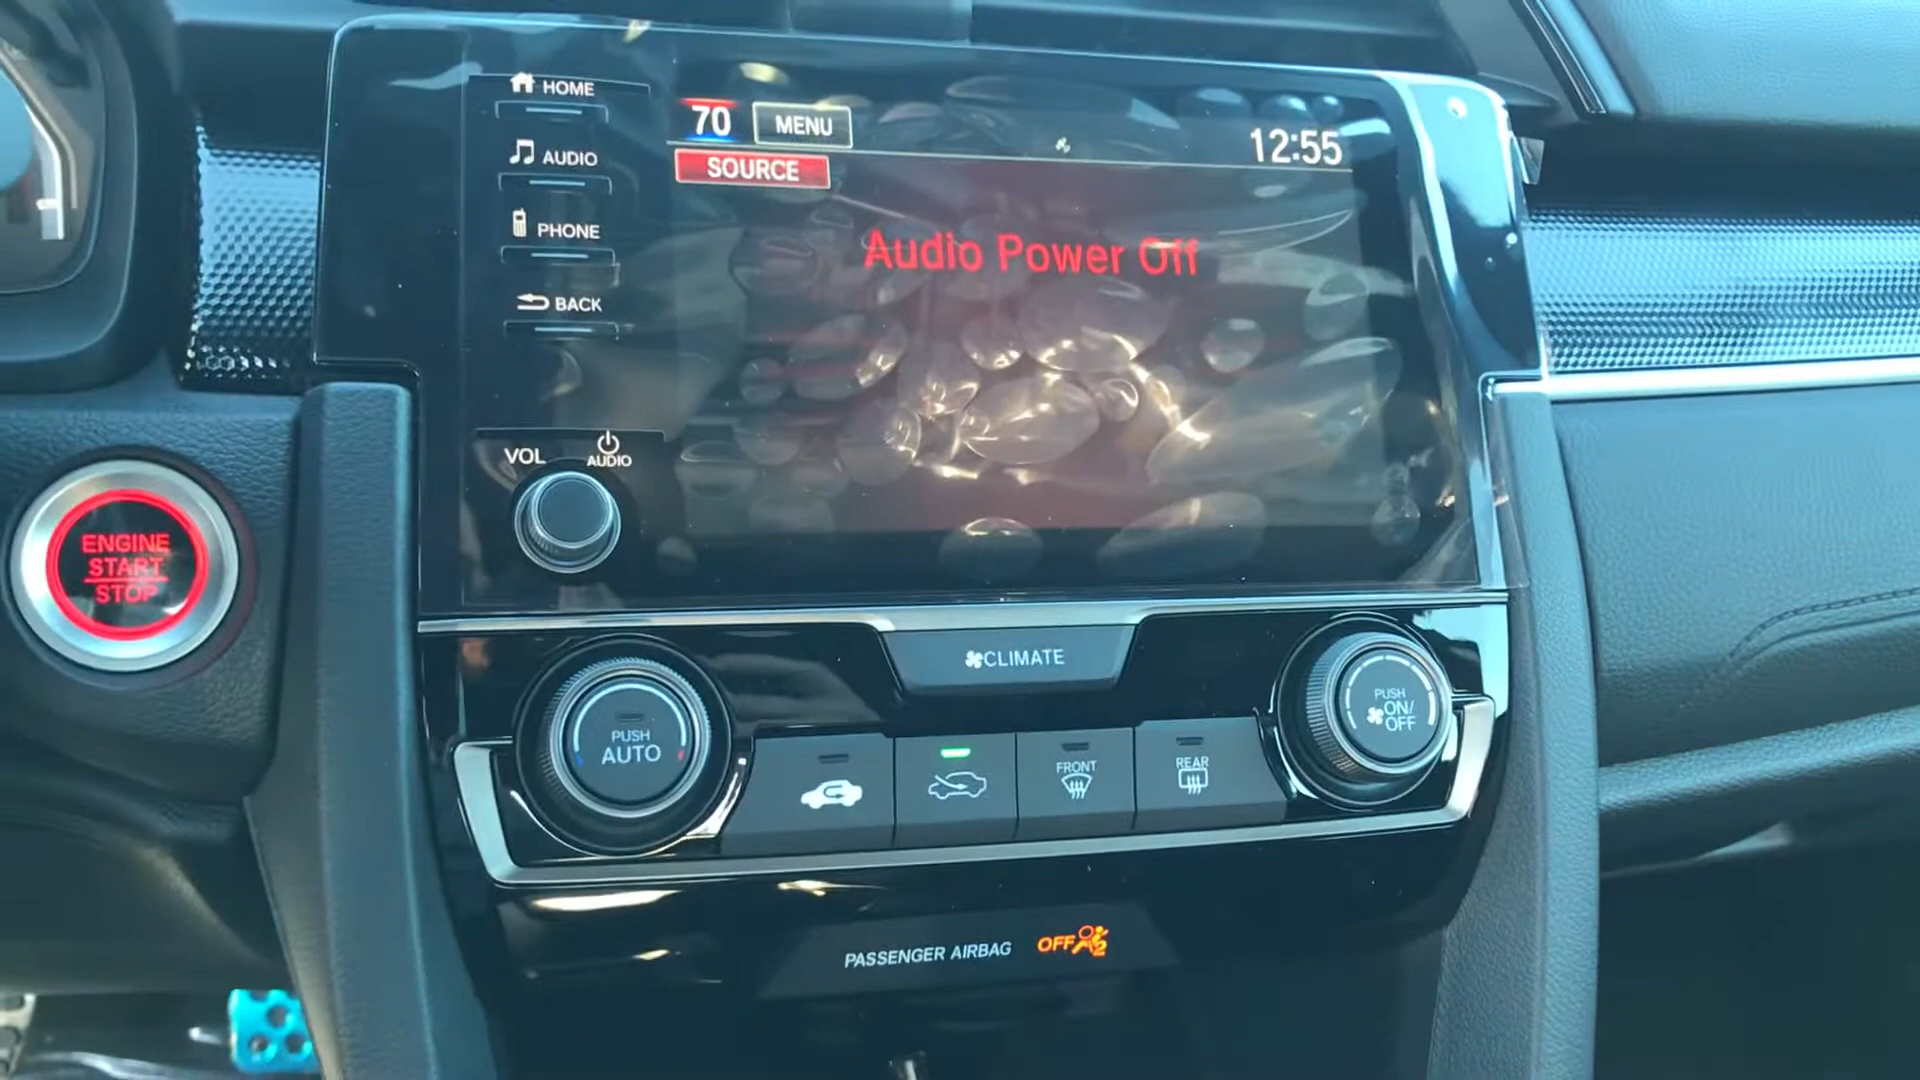 HOME
AUDIO
PHONE
BACK
VOL
AUDIO
70
MENU
12:55
SOURCE
Audio Power Off
ENGINE
START
STOP
CLIMATE
PUSH
AUTO
FRONT
REAR
PUSH
ON/
OFF
PASSENGER AIRBAG
OFF
2